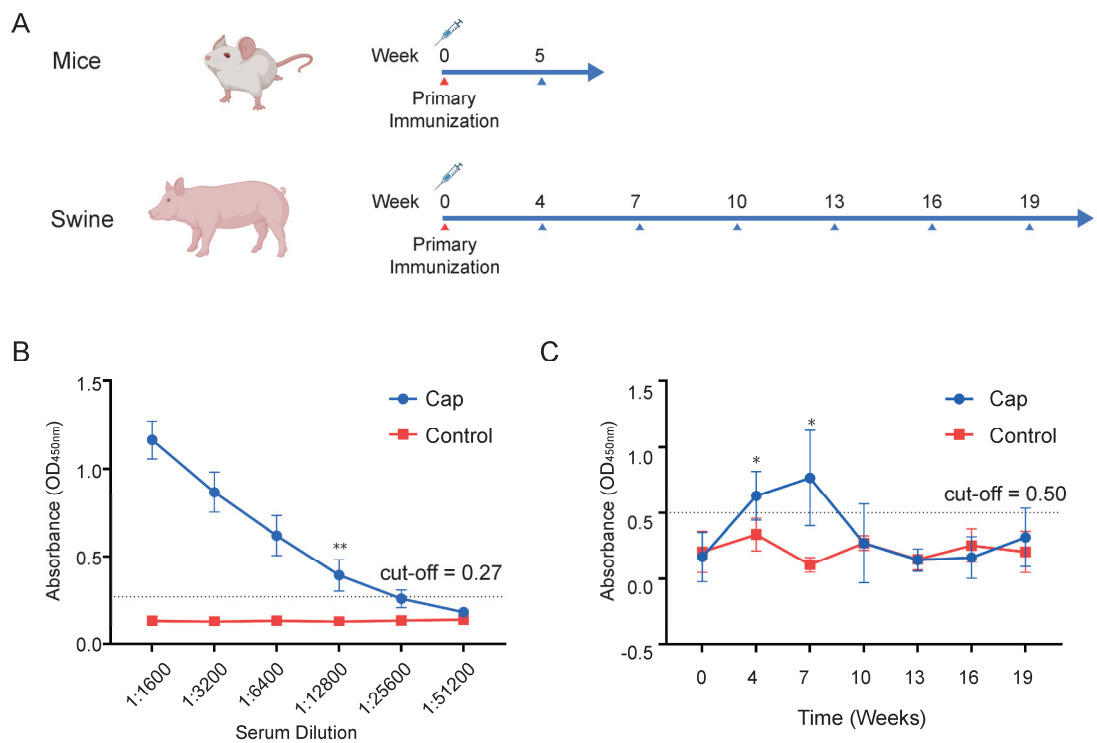 A
Mice
Week 0 5
Primary
Immunization
Swine
Week 0 4 7 10 13 16 19
Primary
Immunization
B
1.5
1.0
0.5
0.0
Absorbance (OD450nm)
Cap
Control
**
cut-off = 0.27
1:1600 1:3200 1:6400 1:12800 1:25600 1:51200
Serum Dilution
C
1.5
1.0
0.5
0.0
-0.5
Absorbance (OD450nm)
Cap
Control
* *
cut-off = 0.50
0 4 7 10 13 16 19
Time (Weeks)